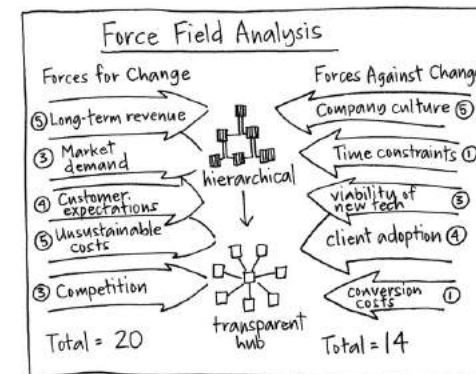 Force Field Analysis
Forces for Change
⑤ Long-term revenue
③ Market
demand
④ Customer
expectations
⑤ Unsustainable
costs
③ Competition
Total = 20
hierarchical
transparent
hub
Forces Against Change
Company culture ⑤
Time constraints ①
viability of
new tech ③
client adoption ④
conversion
costs ①
Total = 14